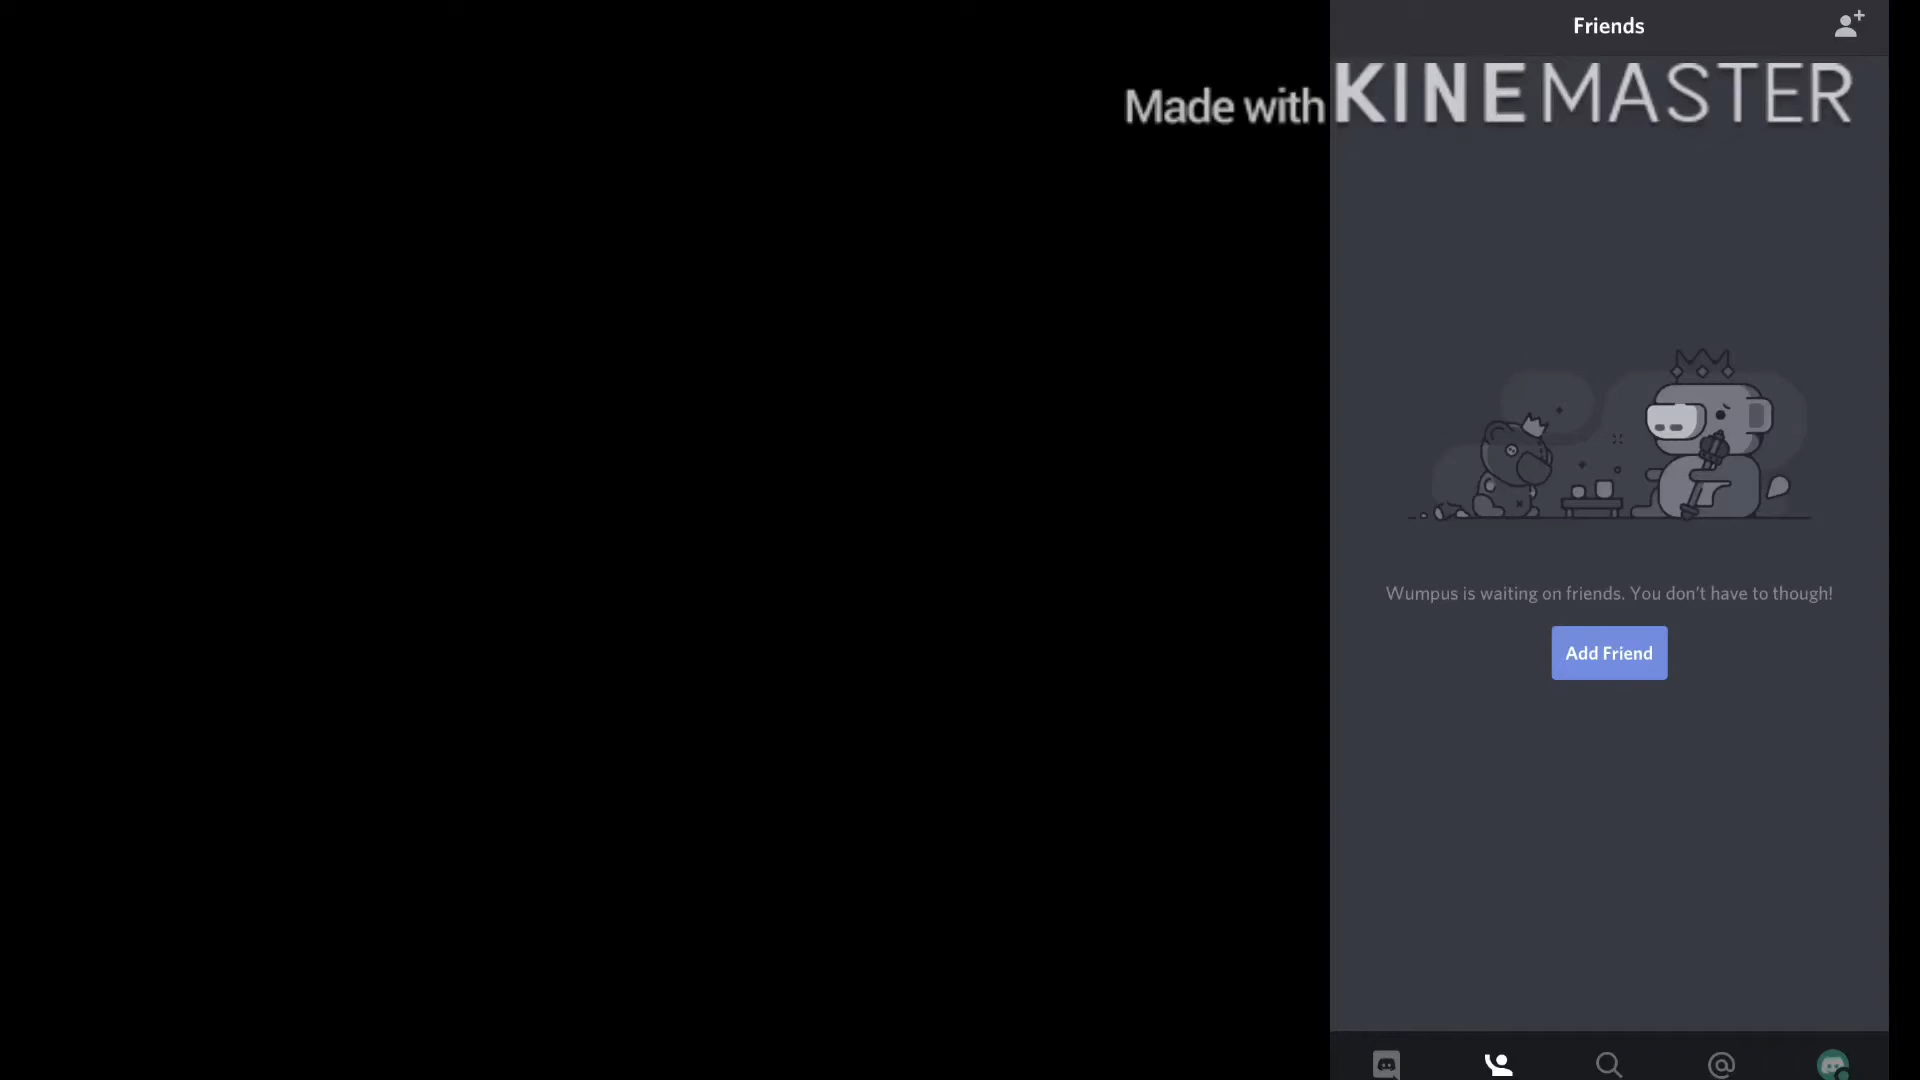 Friends
Made with KINEMASTER
Wumpus is waiting on friends. You don't have to though!
Add Friend